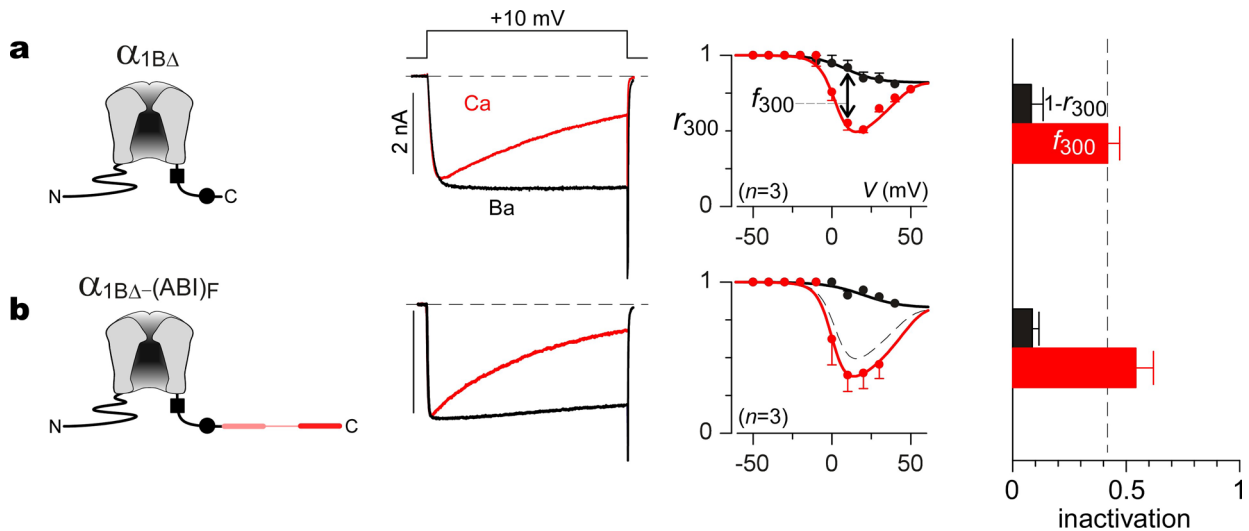 a
α1BΔ
N
C
+10 mV
2 nA
Ca
Ba
1
r300
0
f300
(n=3)
V (mV)
-50
0
50
1-r300
f300
b
α1BΔ-(ABI)F
N
C
1
0
(n=3)
-50
0
50
0
0.5
1
inactivation